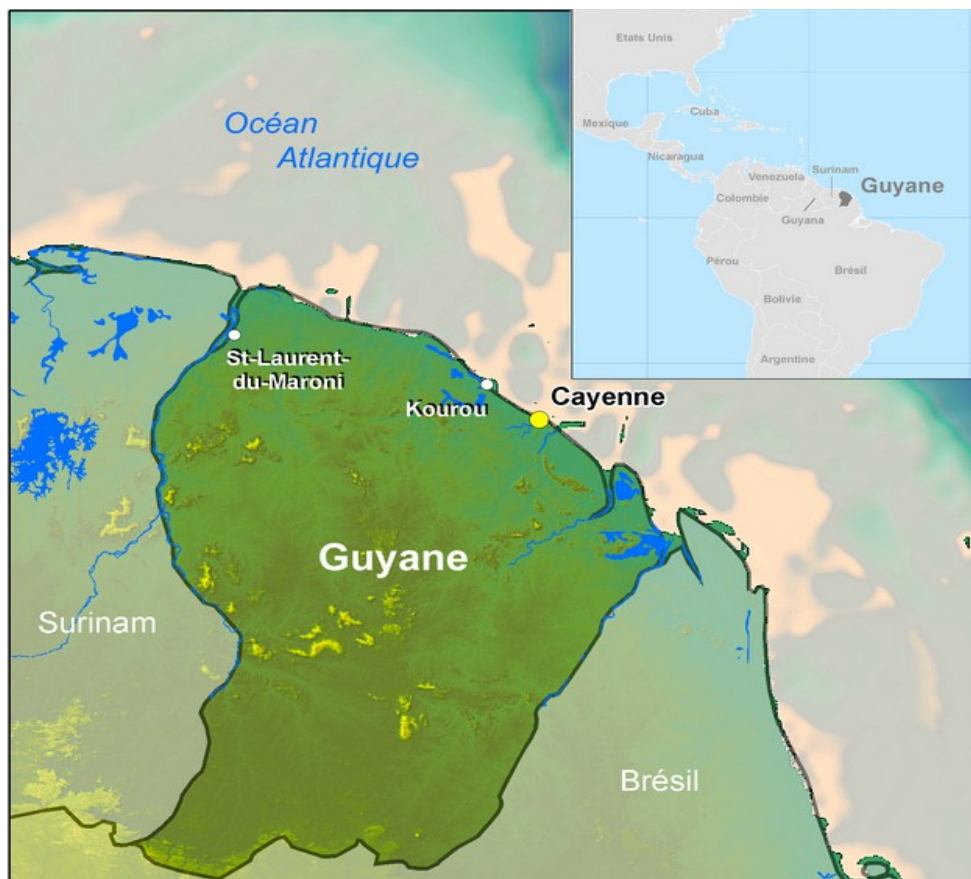 Océan
Atlantique
St-Laurent-
du-Maroni
Kourou
Cayenne
Guyane
Surinam
Brésil
Etats Unis
Cuba
Mexique
Nicaragua
Venezuela
Surinam
Guyane
Colombie
Guyana
Pérou
Brésil
Bolivie
Argentine